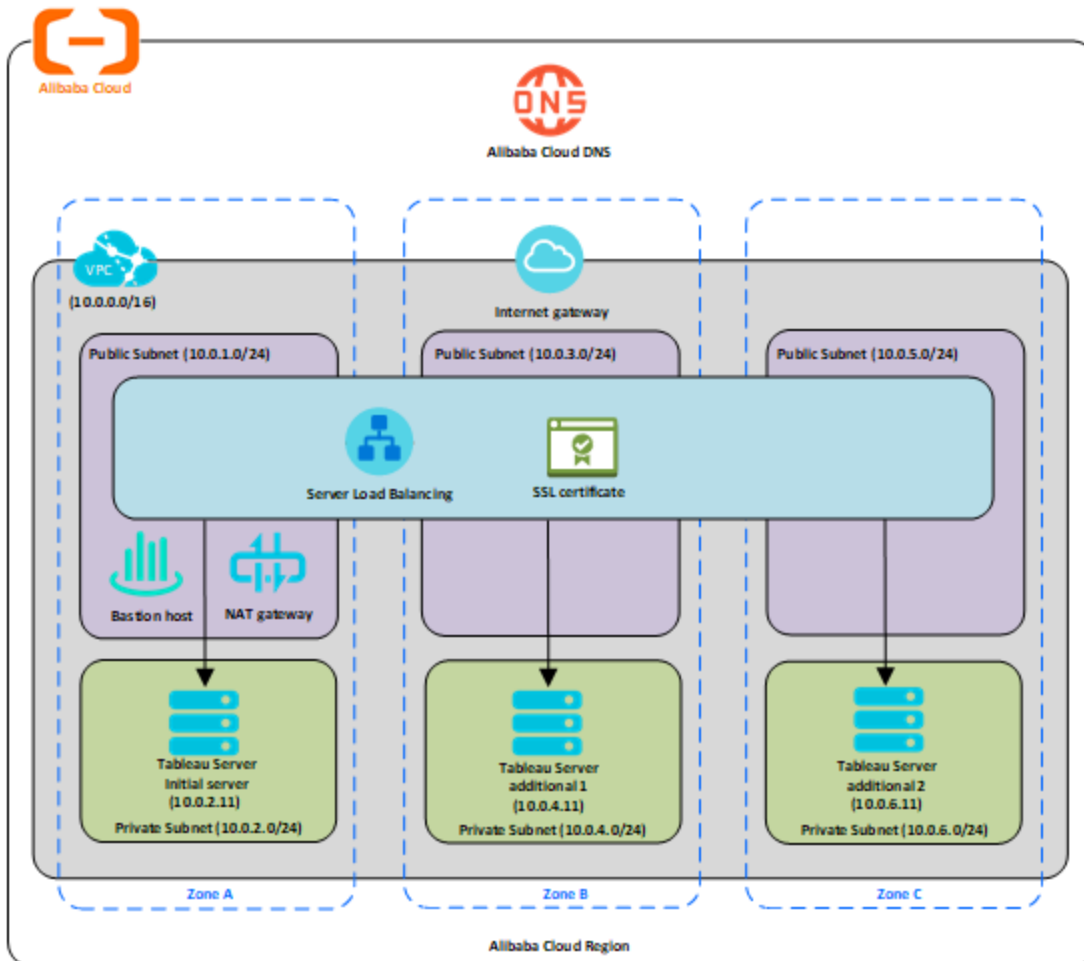 Alibaba Cloud
DNS
Alibaba Cloud DNS
VPC
(10.0.0.0/16)
Internet gateway
Public Subnet (10.0.1.0/24)
Public Subnet (10.0.3.0/24)
Public Subnet (10.0.5.0/24)
Server Load Balancing
SSL certificate
Bastion host
NAT gateway
Tableau Server
Initial server
(10.0.2.11)
Private Subnet (10.0.2.0/24)
Tableau Server
additional 1
(10.0.4.11)
Private Subnet (10.0.4.0/24)
Tableau Server
additional 2
(10.0.6.11)
Private Subnet (10.0.6.0/24)
Zone A
Zone B
Zone C
Alibaba Cloud Region